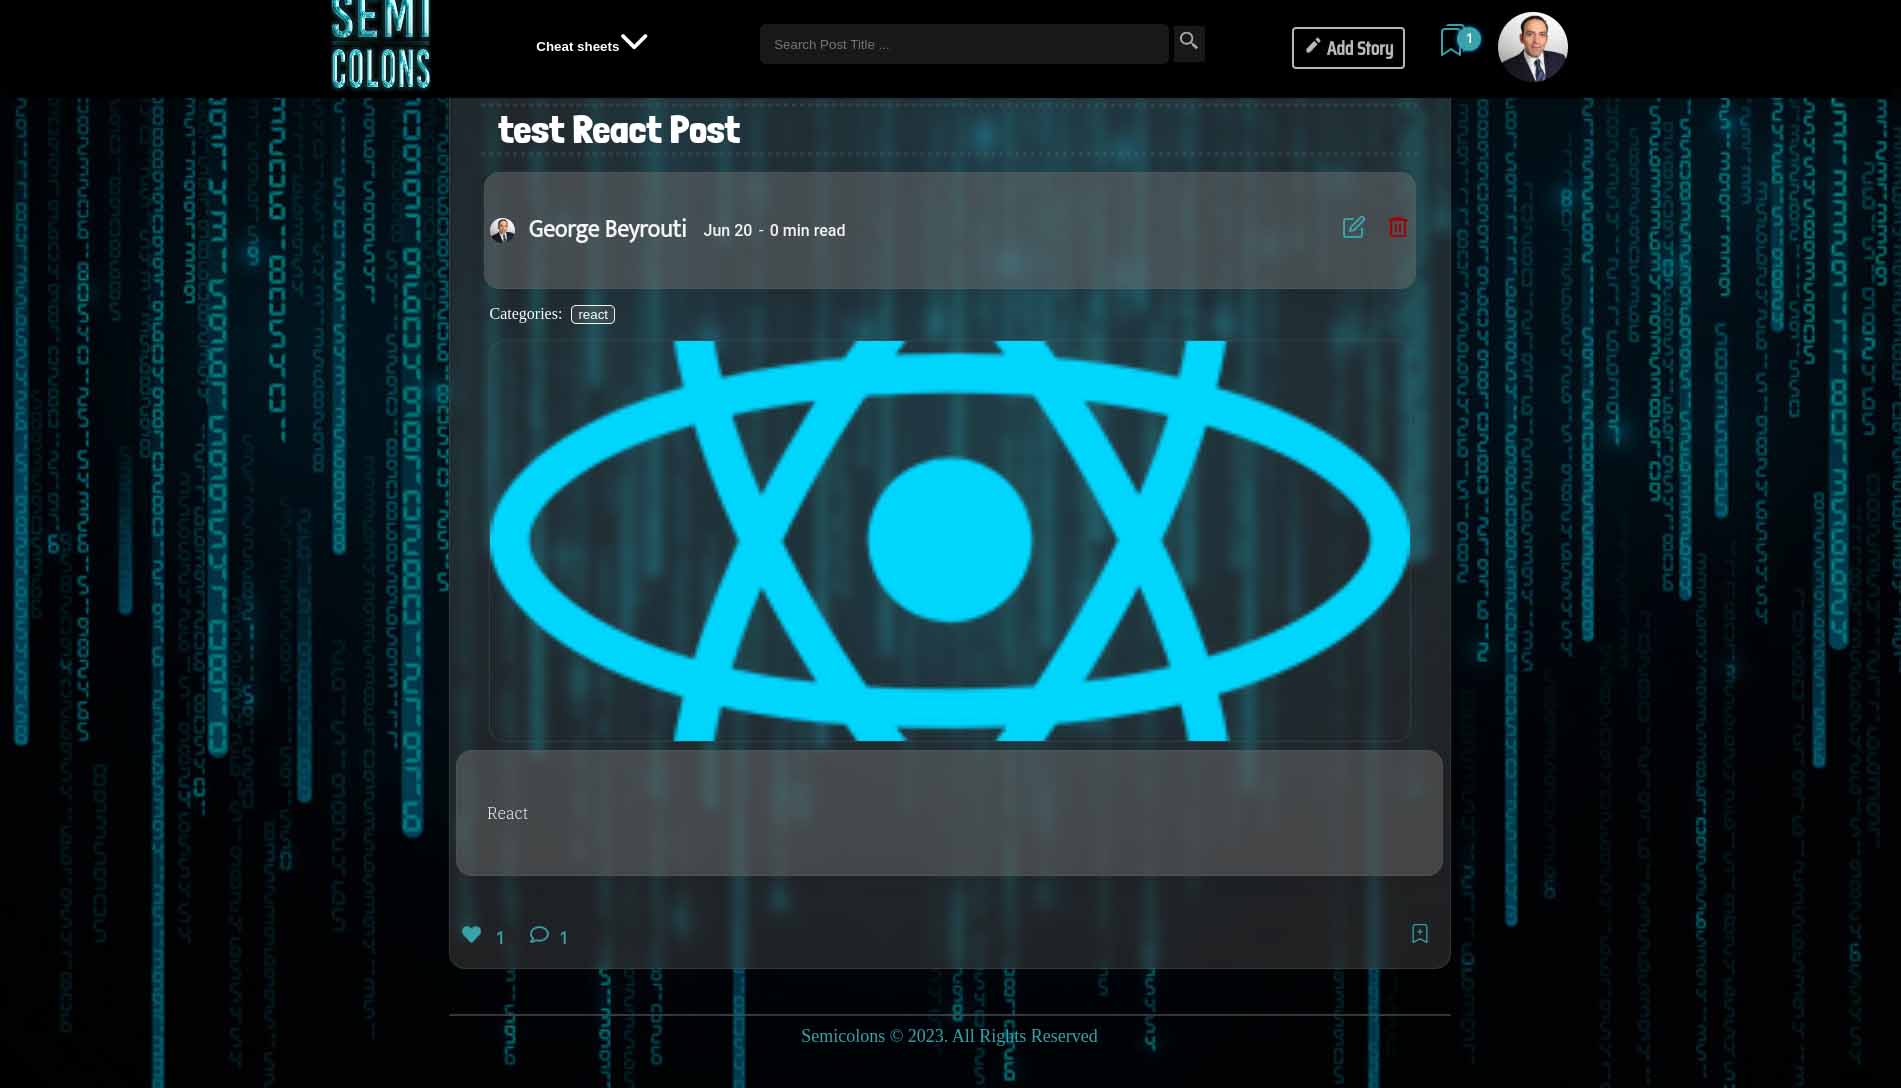 SEMI
COLONS
Cheat sheets
Search Post Title ...
Add Story
1
test React Post
George Beyrouti Jun 20 - 0 min read
Categories: react
React
1 1
Semicolons © 2023. All Rights Reserved